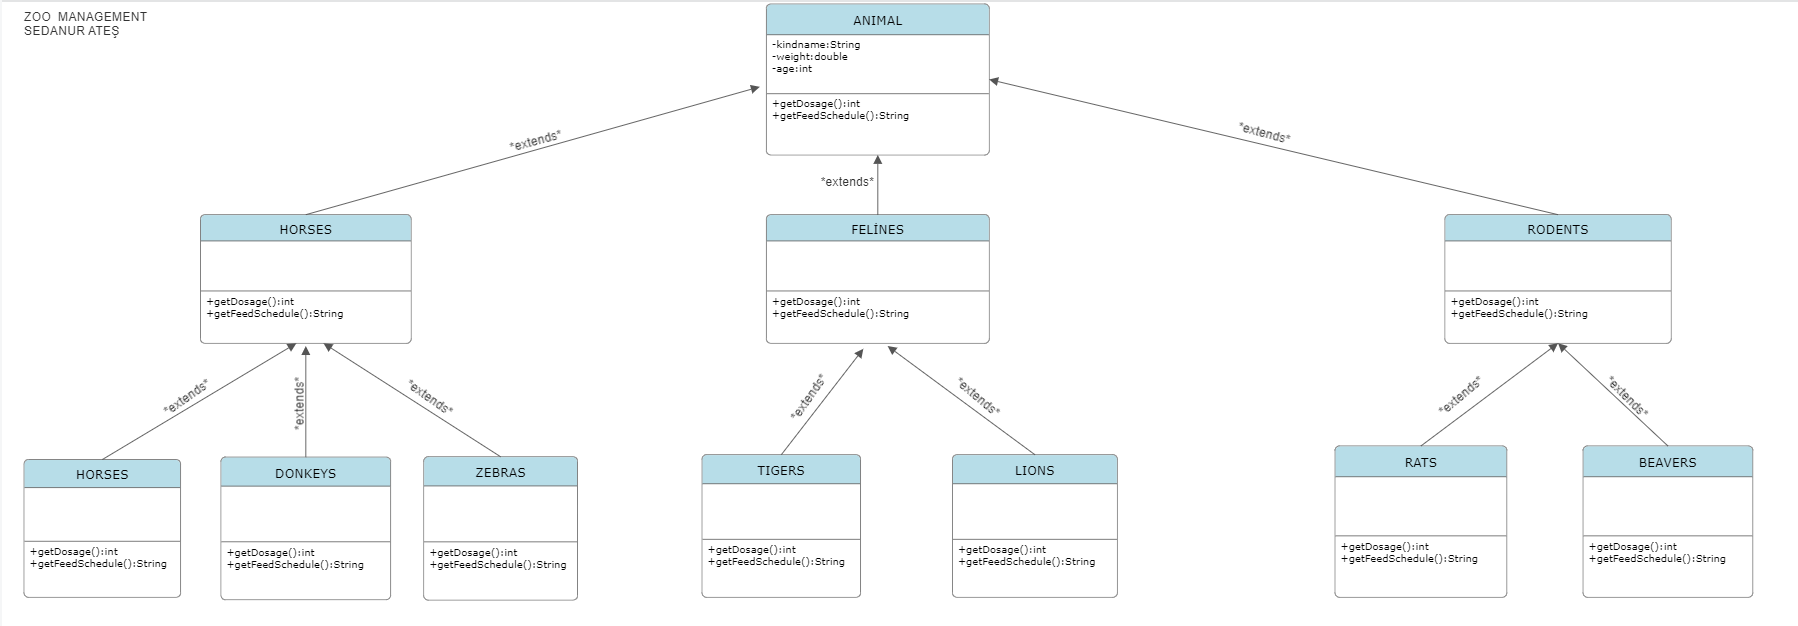 ZOO  MANAGEMENT
SEDANUR ATEŞ
ANIMAL
-kindname:String
-weight:double
-age:int
+getDosage():int
+getFeedSchedule():String
*extends*
*extends*
*extends*
HORSES
+getDosage():int
+getFeedSchedule():String
FELİNES
+getDosage():int
+getFeedSchedule():String
RODENTS
+getDosage():int
+getFeedSchedule():String
*extends*
*extends*
*extends*
*extends*
*extends*
*extends*
*extends*
HORSES
+getDosage():int
+getFeedSchedule():String
DONKEYS
+getDosage():int
+getFeedSchedule():String
ZEBRAS
+getDosage():int
+getFeedSchedule():String
TIGERS
+getDosage():int
+getFeedSchedule():String
LIONS
+getDosage():int
+getFeedSchedule():String
RATS
+getDosage():int
+getFeedSchedule():String
BEAVERS
+getDosage():int
+getFeedSchedule():String